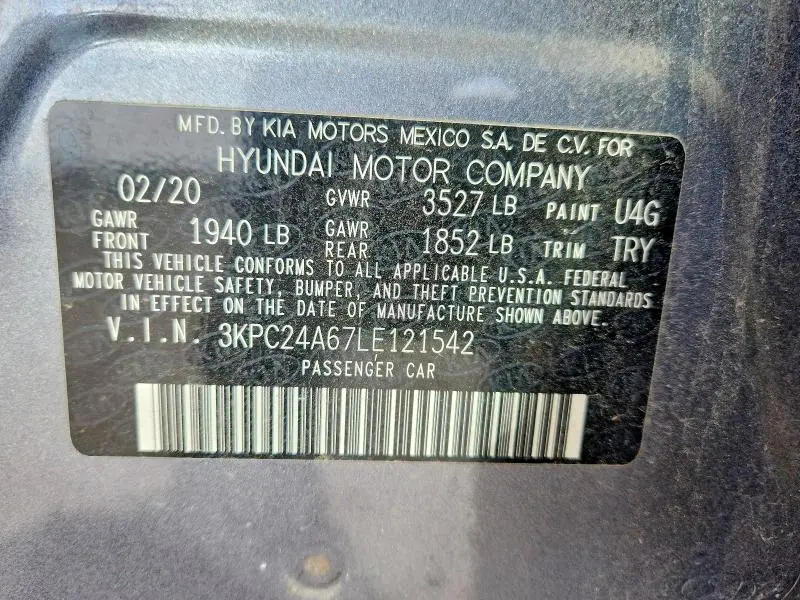 MFD. BY KIA MOTORS MEXICO S.A. DE C.V. FOR
HYUNDAI MOTOR COMPANY
02/20 GVWR 3527 LB PAINT U4G
GAWR FRONT 1940 LB GAWR REAR 1852 LB TRIM TRY
THIS VEHICLE CONFORMS TO ALL APPLICABLE U.S.A. FEDERAL
MOTOR VEHICLE SAFETY, BUMPER, AND THEFT PREVENTION STANDARDS
IN EFFECT ON THE DATE OF MANUFACTURE SHOWN ABOVE.
V.I.N. 3KPC24A67LE121542
PASSENGER CAR